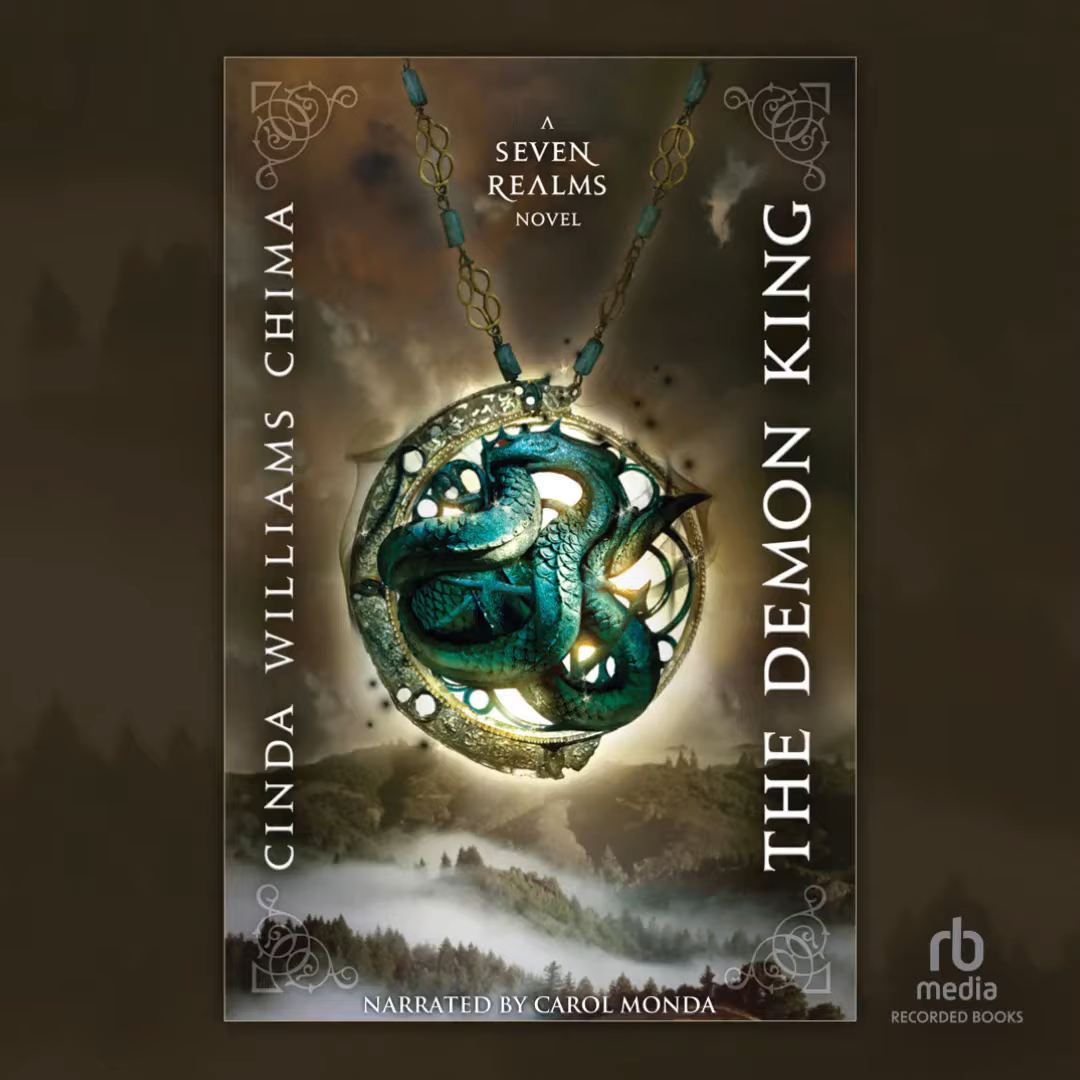 A
SEVEN
REALMS
NOVEL
CINDA WILLIAMS CHIMA
THE DEMON KING
NARRATED BY CAROL MONDA
rb
media
RECORDED BOOKS